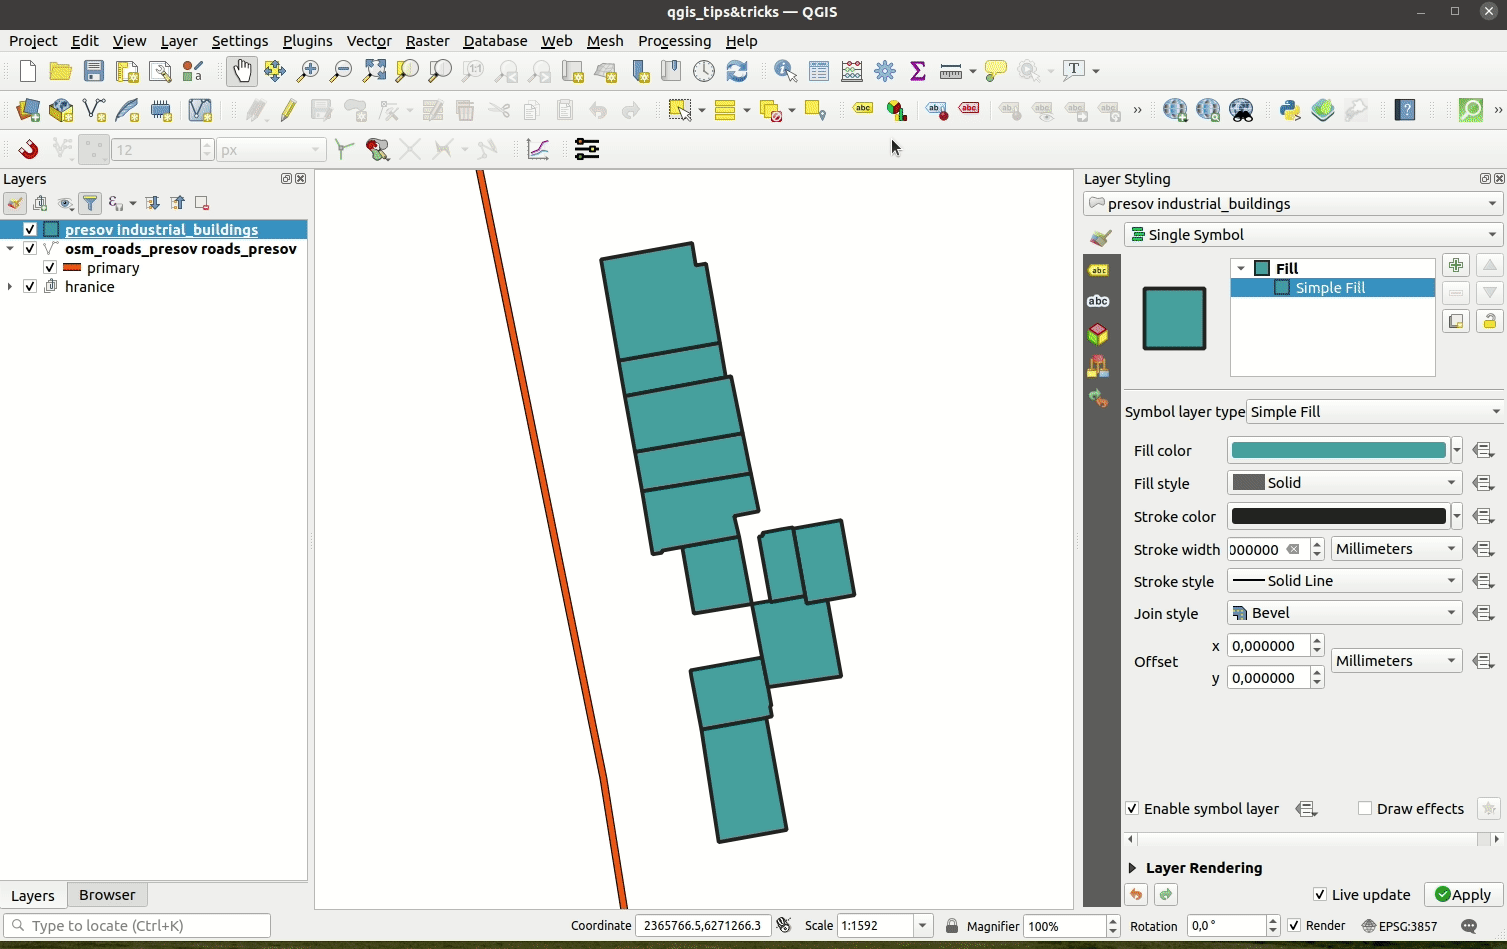 qgis_tips&tricks — QGIS
Project Edit View Layer Settings Plugins Vector Raster Database Web Mesh Processing Help
12 px
Layers
presov industrial_buildings
osm_roads_presov roads_presov
primary
hranice
Layers Browser
Type to locate (Ctrl+K)
Layer Styling
presov industrial_buildings
Single Symbol
abc
abc
Fill
Simple Fill
Symbol layer type Simple Fill
Fill color
Fill style Solid
Stroke color
Stroke width 000000 Millimeters
Stroke style Solid Line
Join style Bevel
Offset x 0,000000 Millimeters
y 0,000000
Enable symbol layer Draw effects
Layer Rendering
Live update Apply
Coordinate 2365766.5,6271266.3 Scale 1:1592 Magnifier 100% Rotation 0,0 ° Render EPSG:3857